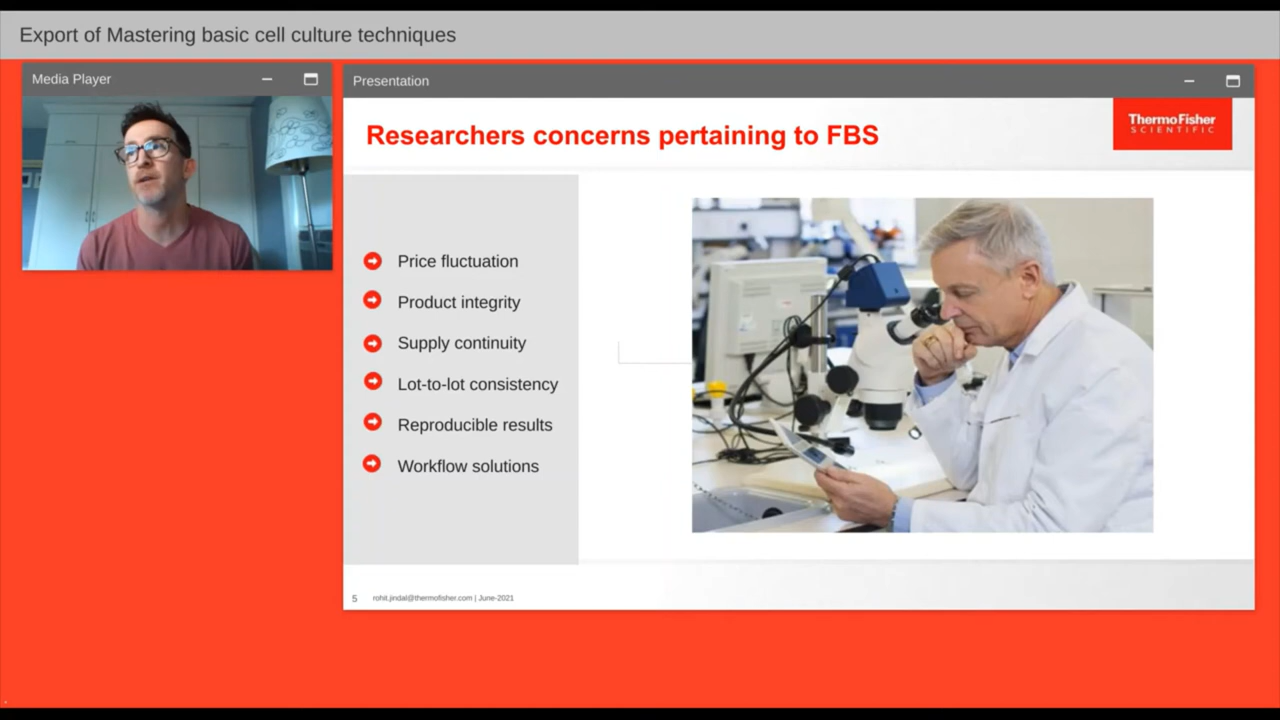 Export of Mastering basic cell culture techniques
Media Player
Presentation
Researchers concerns pertaining to FBS
ThermoFisher
SCIENTIFIC
Price fluctuation
Product integrity
Supply continuity
Lot-to-lot consistency
Reproducible results
Workflow solutions
5 rohit.jindal@thermofisher.com | June-2021